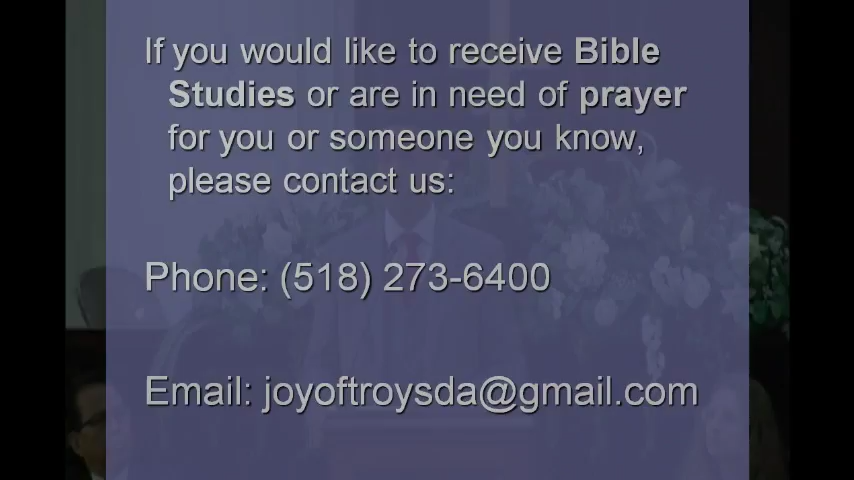 If you would like to receive Bible
Studies or are in need of prayer
for you or someone you know,
please contact us:
Phone: (518) 273-6400
Email: joyoftroysda@gmail.com